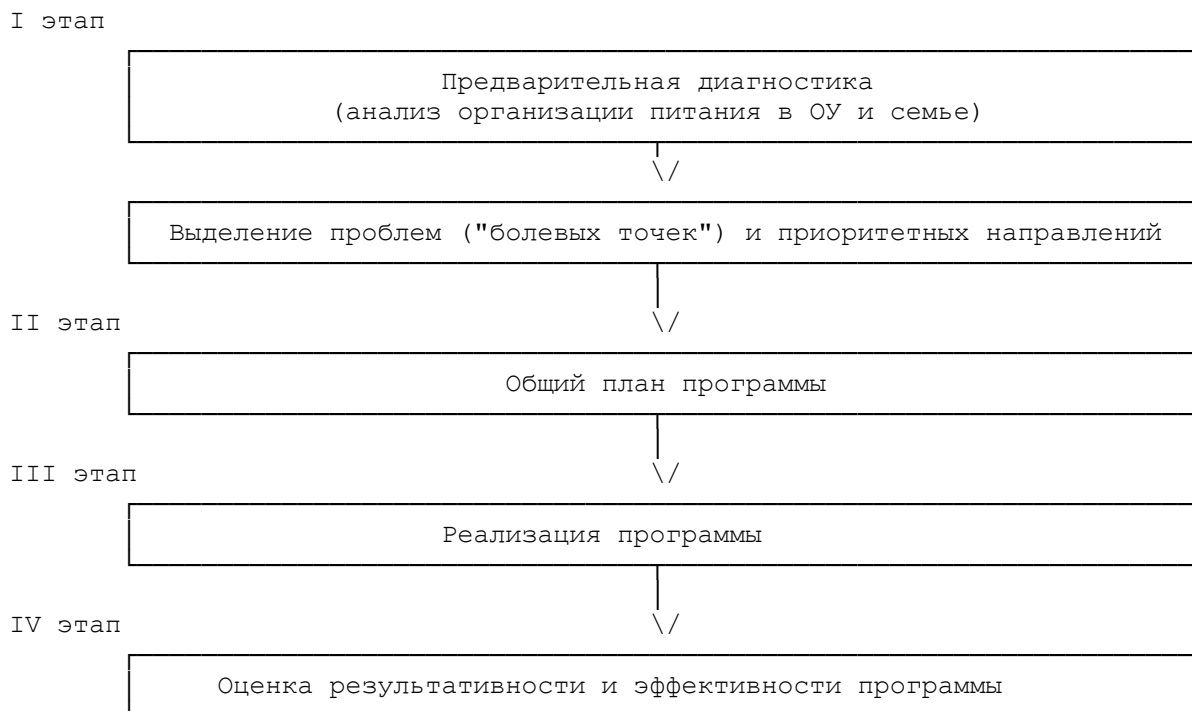 I этап
Предварительная диагностика
(анализ организации питания в ОУ и семье)
Выделение проблем ("болевых точек") и приоритетных направлений
II этап
Общий план программы
III этап
Реализация программы
IV этап
Оценка результативности и эффективности программы